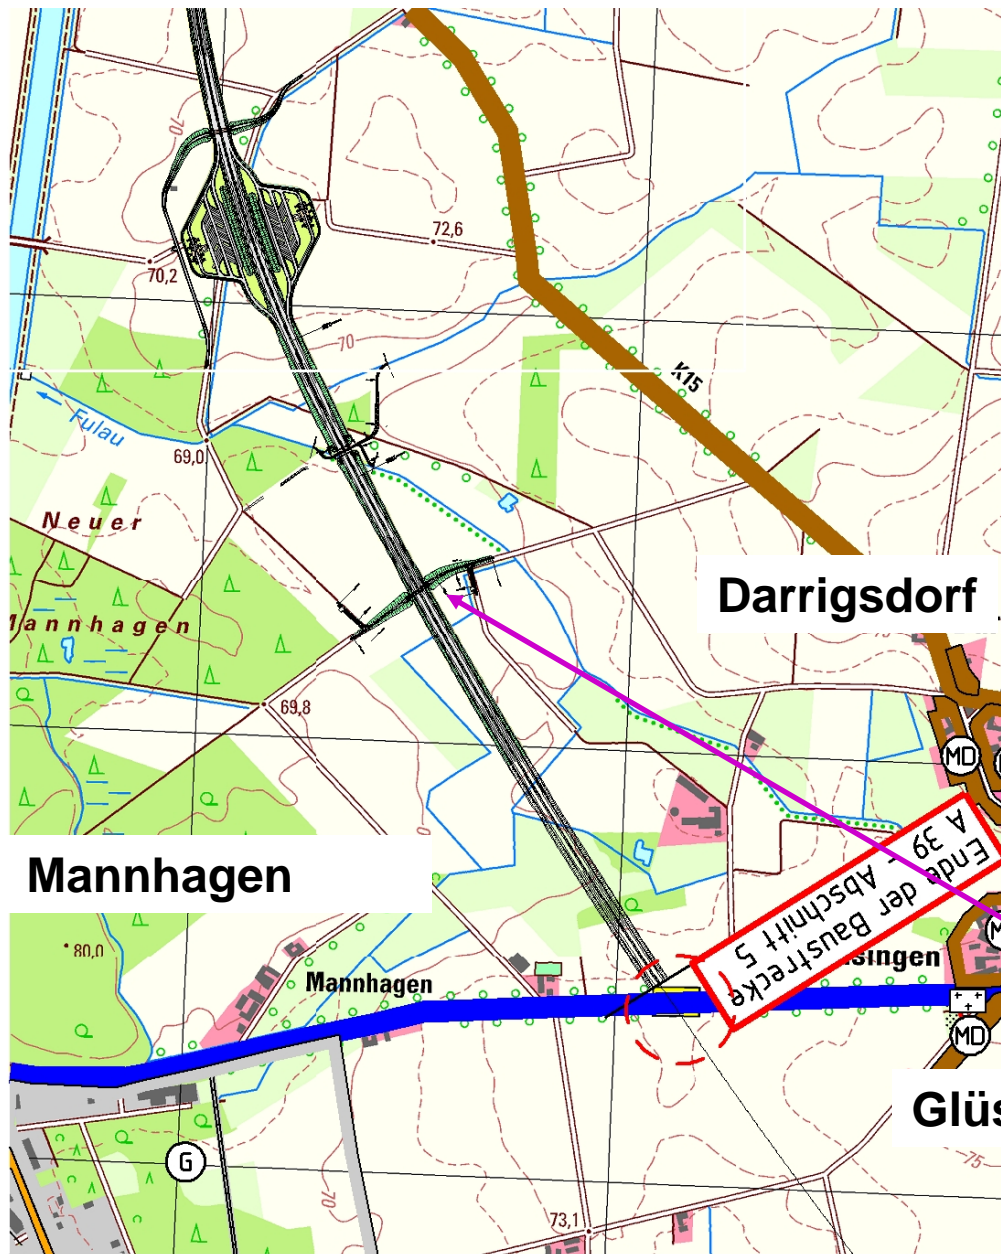 70
72,6
70,2
70
K15
Fulau
69,0
Neuer
Mannhagen
Darrigsdorf
69,8
MD
Mannhagen
Ende der Baustrecke
A 39 - Abschnitt 5
80,0
singen
Mannhagen
MD
Glüs
G
70
75
73,1